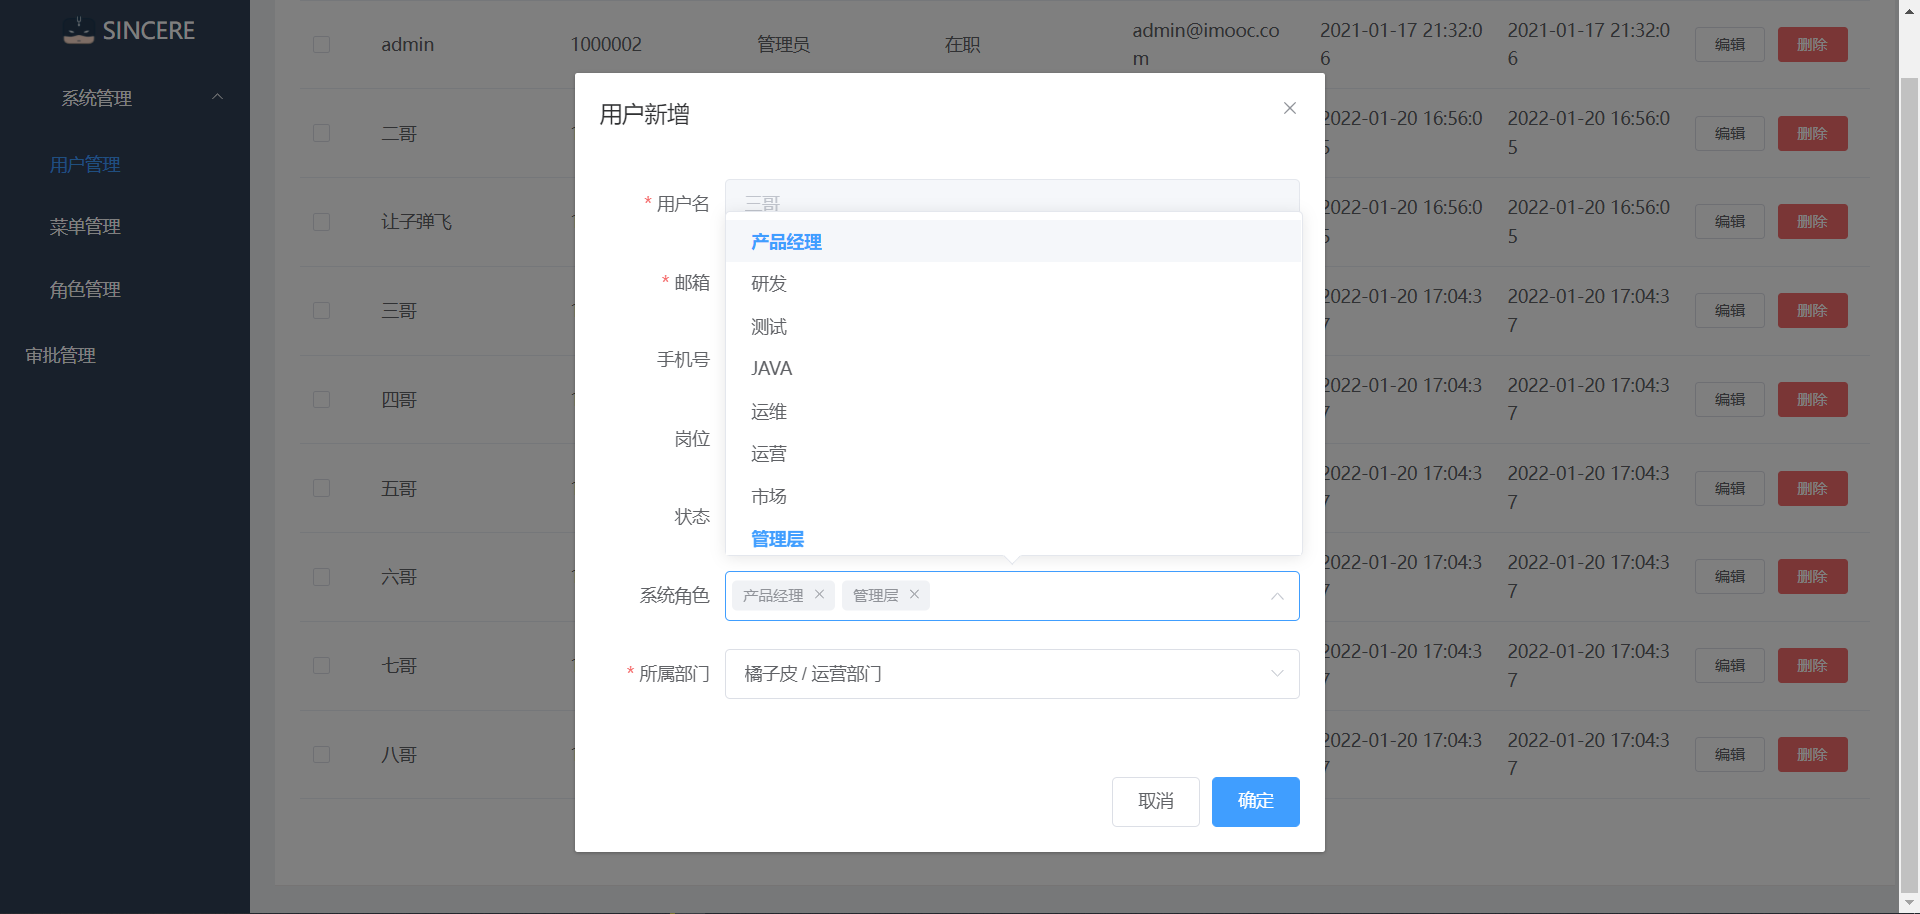 SINCERE
系统管理
用户管理
菜单管理
角色管理
审批管理
admin 1000002 管理员 在职 admin@imooc.com 2021-01-17 21:32:06 2021-01-17 21:32:06 编辑 删除
二哥 2022-01-20 16:56:05 2022-01-20 16:56:05 编辑 删除
让子弹飞 2022-01-20 16:56:05 2022-01-20 16:56:05 编辑 删除
三哥 2022-01-20 17:04:37 2022-01-20 17:04:37 编辑 删除
四哥 2022-01-20 17:04:37 2022-01-20 17:04:37 编辑 删除
五哥 2022-01-20 17:04:37 2022-01-20 17:04:37 编辑 删除
六哥 2022-01-20 17:04:37 2022-01-20 17:04:37 编辑 删除
七哥 2022-01-20 17:04:37 2022-01-20 17:04:37 编辑 删除
八哥 2022-01-20 17:04:37 2022-01-20 17:04:37 编辑 删除
用户新增
* 用户名 三哥
* 邮箱
手机号
岗位
状态
产品经理
研发
测试
JAVA
运维
运营
市场
管理层
系统角色 产品经理 管理层
* 所属部门 橘子皮 / 运营部门
取消 确定